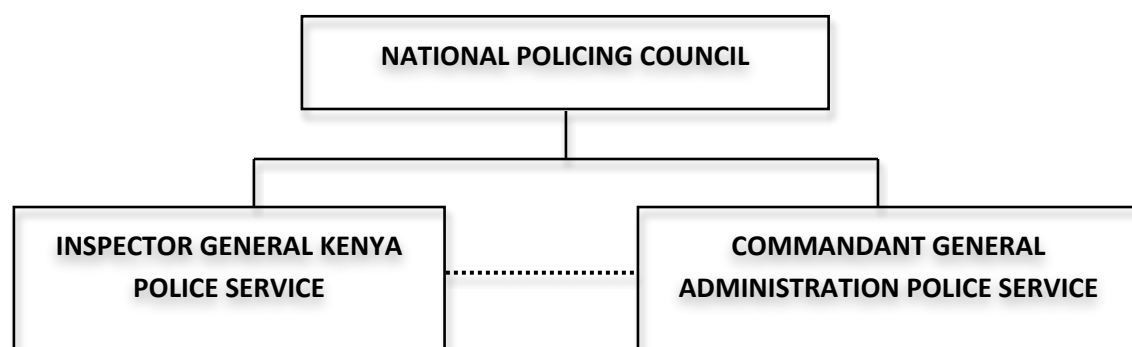 NATIONAL POLICING COUNCIL
INSPECTOR GENERAL KENYA
POLICE SERVICE
COMMANDANT GENERAL
ADMINISTRATION POLICE SERVICE